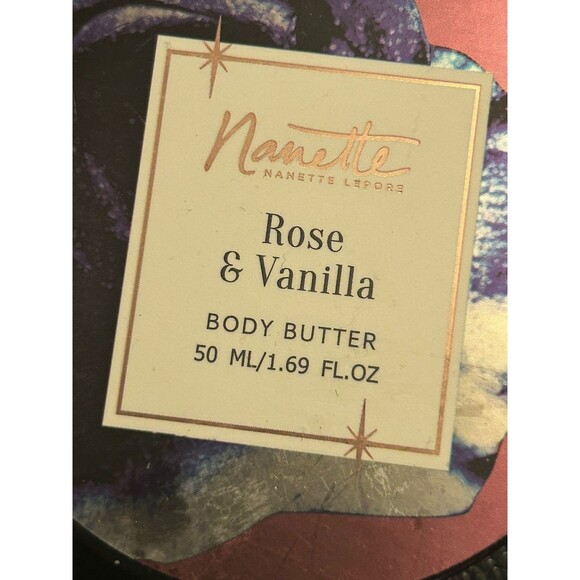 Nanette
NANETTE LEPORE
Rose
& Vanilla
BODY BUTTER
50 ML/1.69 FL.OZ